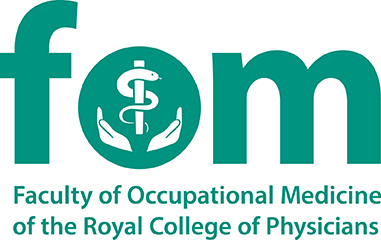 fom
Faculty of Occupational Medicine
of the Royal College of Physicians